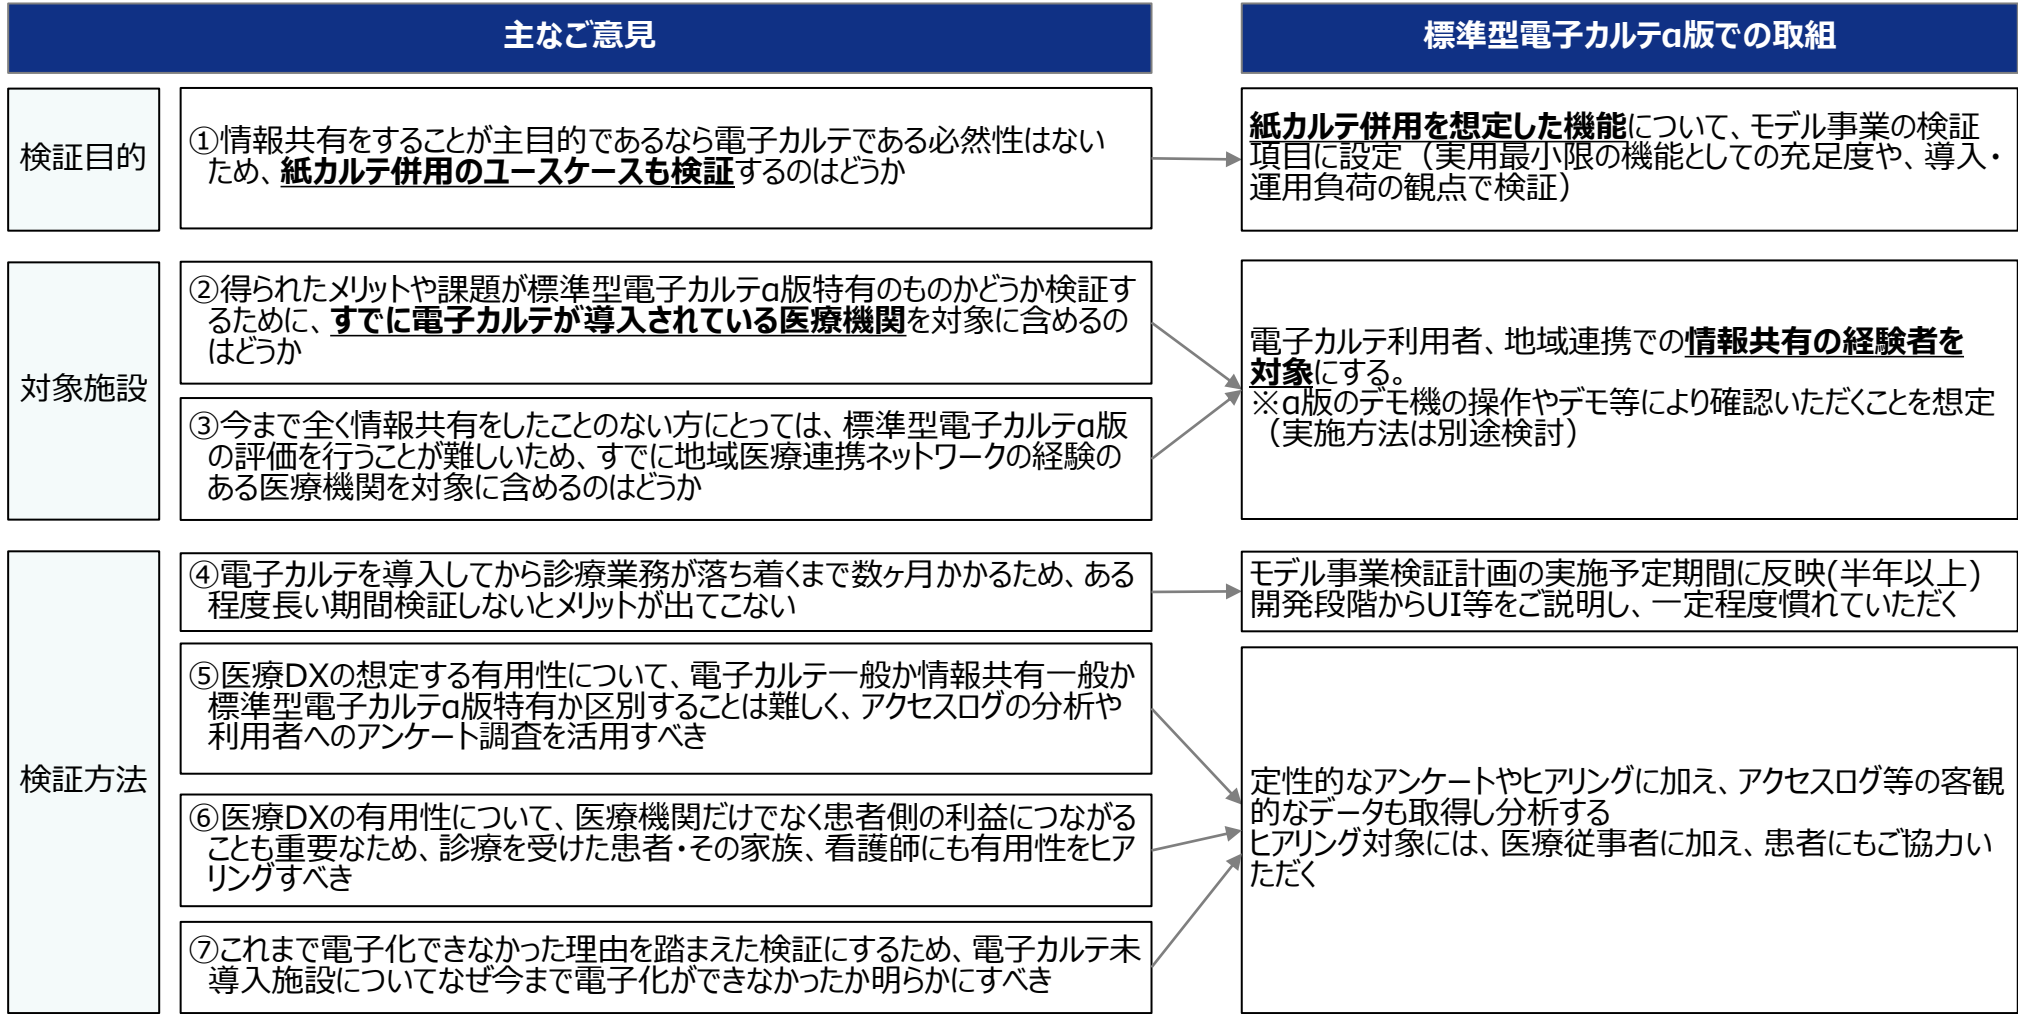 主なご意見
標準型電子カルテα版での取組
検証目的
①情報共有をすることが主目的であるなら電子カルテである必然性はない
ため、紙カルテ併用のユースケースも検証するのはどうか
紙カルテ併用を想定した機能について、モデル事業の検証
項目に設定（実用最小限の機能としての充足度や、導入・
運用負荷の観点で検証）
対象施設
②得られたメリットや課題が標準型電子カルテα版特有のものかどうか検証す
るために、すでに電子カルテが導入されている医療機関を対象に含めるの
はどうか
③今まで全く情報共有をしたことのない方にとっては、標準型電子カルテα版
の評価を行うことが難しいため、すでに地域医療連携ネットワークの経験の
ある医療機関を対象に含めるのはどうか
電子カルテ利用者、地域連携での情報共有の経験者を
対象にする。
※α版のデモ機の操作やデモ等により確認いただくことを想定
（実施方法は別途検討）
検証方法
④電子カルテを導入してから診療業務が落ち着くまで数ヶ月かかるため、ある
程度長い期間検証しないとメリットが出てこない
モデル事業検証計画の実施予定期間に反映(半年以上)
開発段階からUI等をご説明し、一定程度慣れていただく
⑤医療DXの想定する有用性について、電子カルテ一般か情報共有一般か
標準型電子カルテα版特有か区別することは難しく、アクセスログの分析や
利用者へのアンケート調査を活用すべき
⑥医療DXの有用性について、医療機関だけでなく患者側の利益につながる
ことも重要なため、診療を受けた患者・その家族、看護師にも有用性をヒア
リングすべき
⑦これまで電子化できなかった理由を踏まえた検証にするため、電子カルテ未
導入施設についてなぜ今まで電子化ができなかったか明らかにすべき
定性的なアンケートやヒアリングに加え、アクセスログ等の客観
的なデータも取得し分析する
ヒアリング対象には、医療従事者に加え、患者にもご協力い
ただく